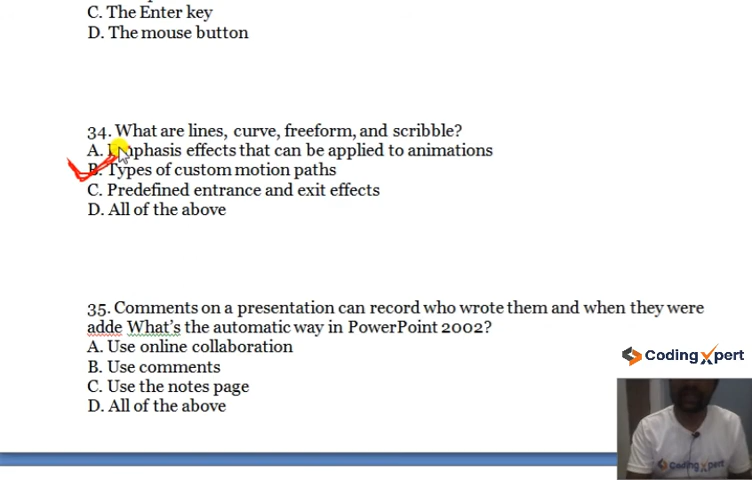 C. The Enter key
D. The mouse button
34. What are lines, curve, freeform, and scribble?
A. Emphasis effects that can be applied to animations
B. Types of custom motion paths
C. Predefined entrance and exit effects
D. All of the above
35. Comments on a presentation can record who wrote them and when they were
adde What's the automatic way in PowerPoint 2002?
A. Use online collaboration
B. Use comments
C. Use the notes page
D. All of the above
Coding Xpert
Coding Xpert